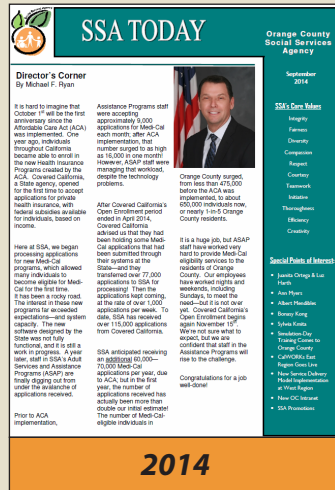 SSA TODAY
Orange County
Social Services
Agency
September
2014
SSA's Core Values
Integrity
Fairness
Diversity
Compassion
Respect
Courtesy
Teamwork
Initiative
Thoroughness
Efficiency
Creativity
Special Points of Interest:
• Juanita Ortega & Luz
Harth
• Ann Myers
• Albert Mendibles
• Bonony Kong
• Sylvia Kmita
• Simulation-Day
Training Comes to
Orange County
• CalWORKs East
Region Goes Live
• New Service Delivery
Model Implementation
at West Region
• New OC Intranet
• SSA Promotions
Director's Corner
By Michael F. Ryan
It is hard to imagine that
October 1st will be the first
anniversary since the
Affordable Care Act (ACA)
was implemented. One
year ago, individuals
throughout California
became able to enroll in
the new Health Insurance
Programs created by the
ACA. Covered California,
a State agency, opened
for the first time to accept
applications for private
health insurance, with
federal subsidies available
for individuals, based on
income.
Here at SSA, we began
processing applications
for new Medi-Cal
programs, which allowed
many individuals to
become eligible for Medi-
Cal for the first time.
It has been a rocky road.
The interest in these new
programs far exceeded
expectations—and system
capacity. The new
software designed by the
State was not fully
functional, and it is still a
work in progress. A year
later, staff in SSA's Adult
Services and Assistance
Programs (ASAP) are
finally digging out from
under the avalanche of
applications received.
Prior to ACA
implementation,
Assistance Programs staff
were accepting
approximately 9,000
applications for Medi-Cal
each month; after ACA
implementation, that
number surged to as high
as 16,000 in one month!
However, ASAP staff were
managing that workload,
despite the technology
problems.
After Covered California's
Open Enrollment period
ended in April 2014,
Covered California
advised us that they had
been holding some Medi-
Cal applications that had
been submitted through
their systems at the
State—and they
transferred over 77,000
applications to SSA for
processing! Then the
applications kept coming,
at the rate of over 1,000
applications per week. To
date, SSA has received
over 115,000 applications
from Covered California.
SSA anticipated receiving
an additional 60,000—
70,000 Medi-Cal
applications per year, due
to ACA; but in the first
year, the number of
applications received has
actually been more than
double our initial estimate!
The number of Medi-Cal-
eligible individuals in
Orange County surged,
from less than 475,000
before the ACA was
implemented, to about
650,000 individuals now,
or nearly 1-in-5 Orange
County residents.
It is a huge job, but ASAP
staff have worked very
hard to provide Medi-Cal
eligibility services to the
residents of Orange
County. Our employees
have worked nights and
weekends, including
Sundays, to meet the
need—but it is not over
yet. Covered California's
Open Enrollment begins
again November 15th.
We're not sure what to
expect, but we are
confident that staff in the
Assistance Programs will
rise to the challenge.
Congratulations for a job
well-done!
2014